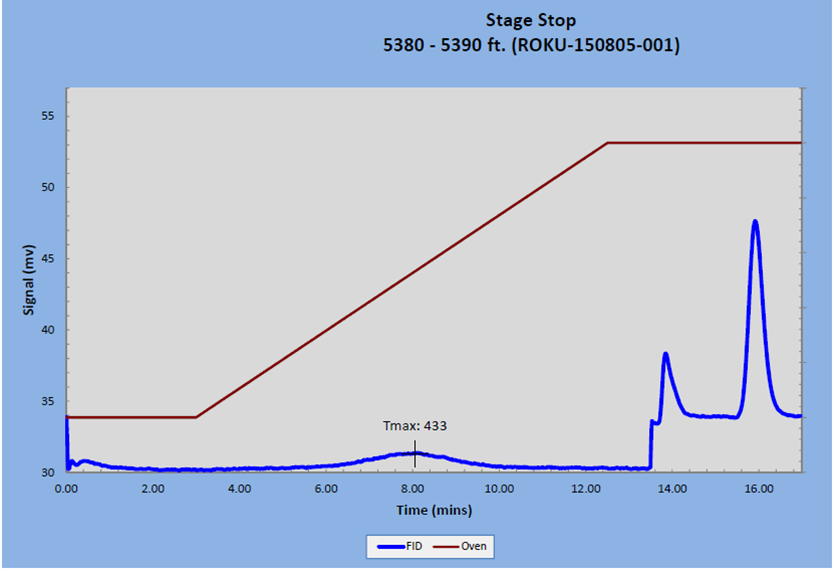 Stage Stop
5380 - 5390 ft. (ROKU-150805-001)
55
50
45
40
35
30
Signal (mv)
Tmax: 433
0.00 2.00 4.00 6.00 8.00 10.00 12.00 14.00 16.00
Time (mins)
FID Oven